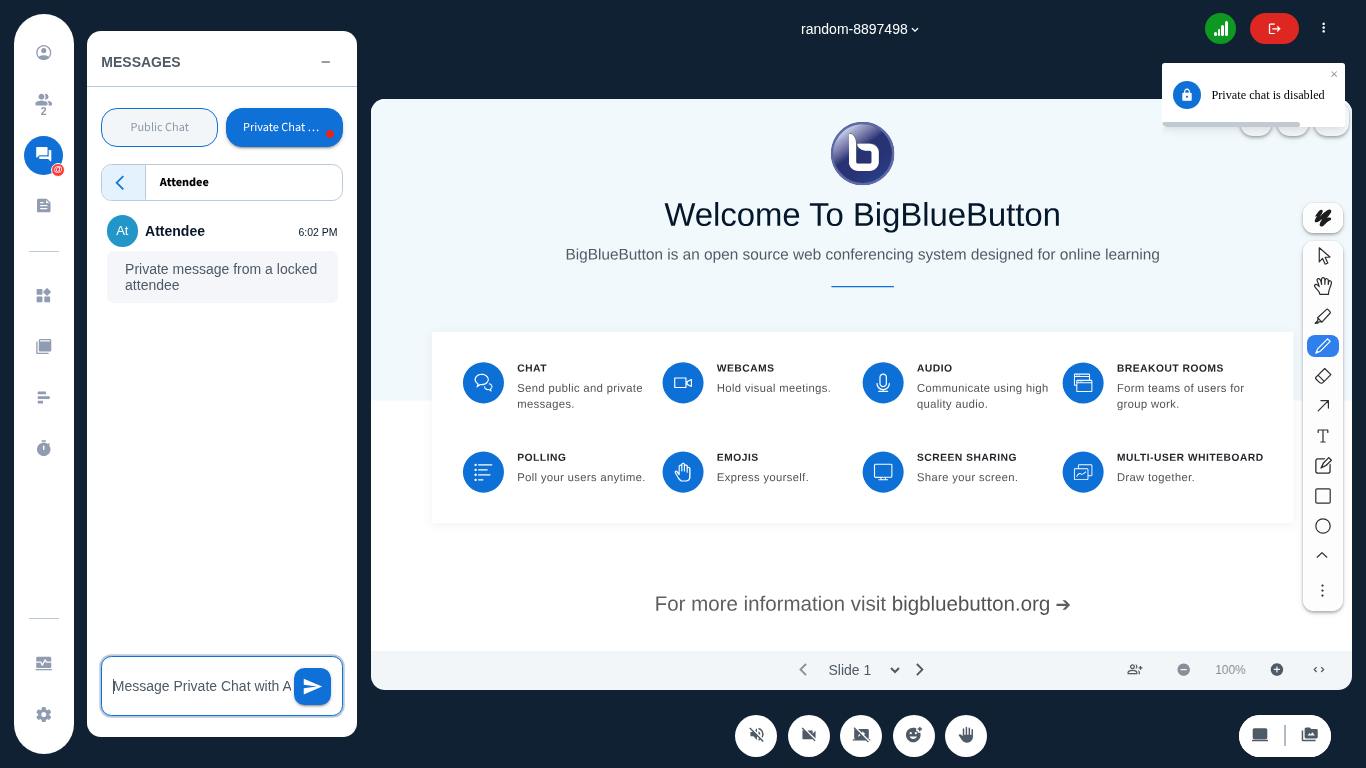 random-8897498
MESSAGES
2
@
Private chat is disabled
Public Chat
Private Chat ...
Attendee
At
Attendee
6:02 PM
Private message from a locked
attendee
Message Private Chat with A
Welcome To BigBlueButton
BigBlueButton is an open source web conferencing system designed for online learning
CHAT
Send public and private
messages.
WEBCAMS
Hold visual meetings.
AUDIO
Communicate using high
quality audio.
BREAKOUT ROOMS
Form teams of users for
group work.
POLLING
Poll your users anytime.
EMOJIS
Express yourself.
SCREEN SHARING
Share your screen.
MULTI-USER WHITEBOARD
Draw together.
For more information visit bigbluebutton.org ➔
Slide 1
100%